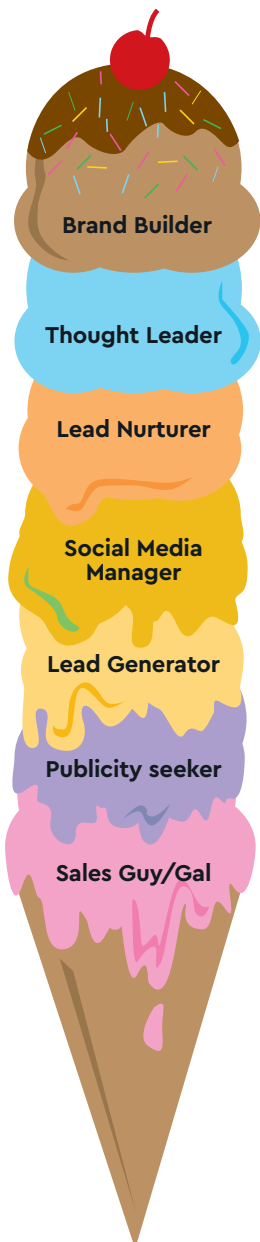 Brand Builder
Thought Leader
Lead Nurturer
Social Media
Manager
Lead Generator
Publicity seeker
Sales Guy/Gal